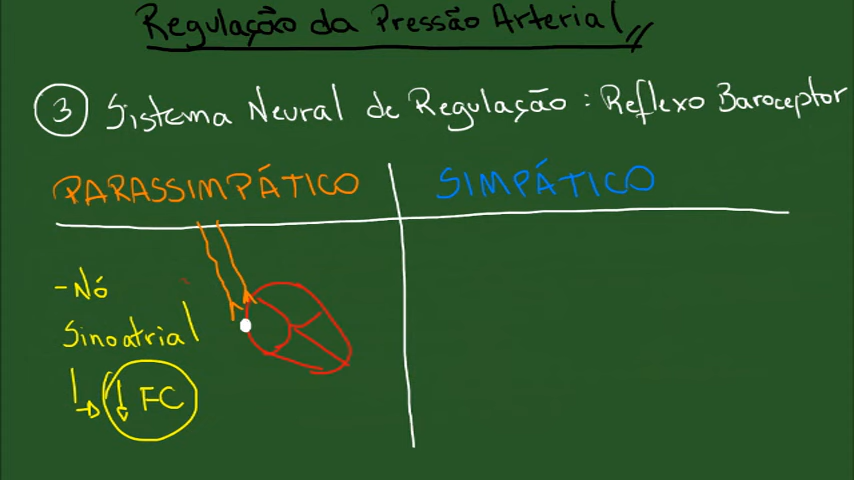 Regulação da Pressão Arterial
3 Sistema Neural de Regulação : Reflexo Baroceptor
PARASSIMPÁTICO
SIMPÁTICO
- Nó
Sinoatrial
↳ ↓ FC